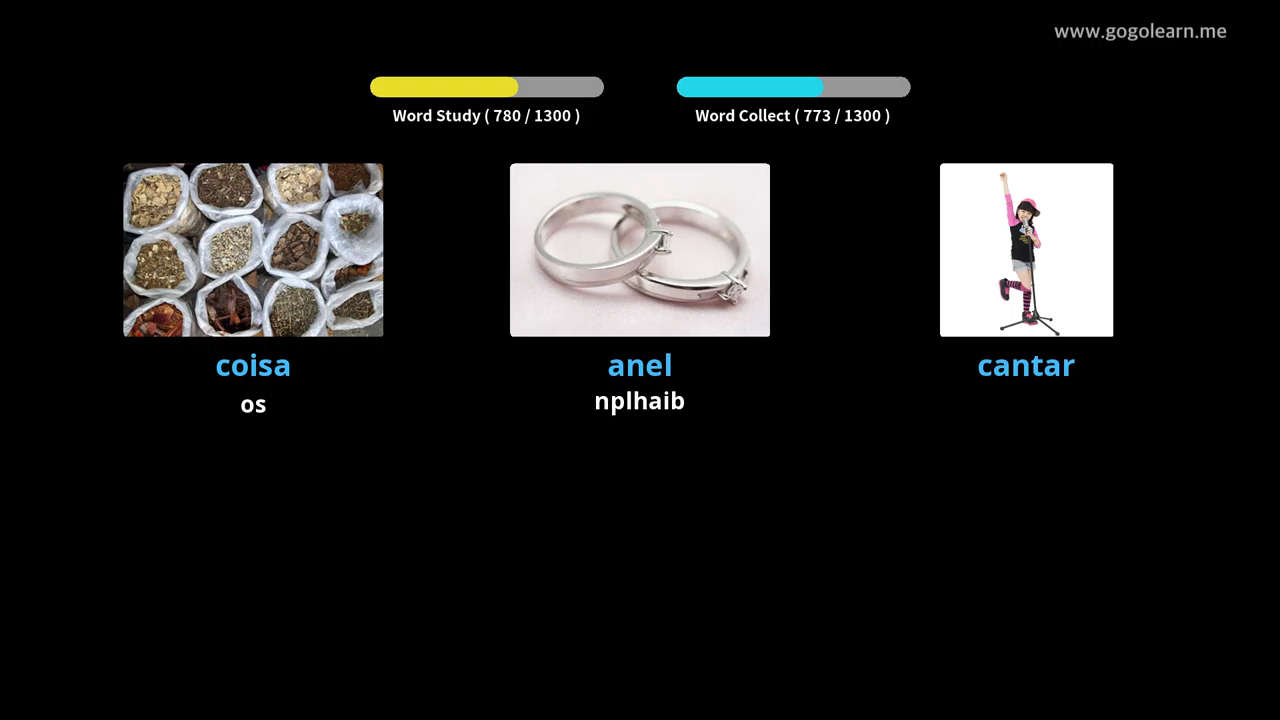 www.gogolearn.me
Word Study ( 780 / 1300 )
Word Collect ( 773 / 1300 )
coisa
anel
cantar
os
nplhaib